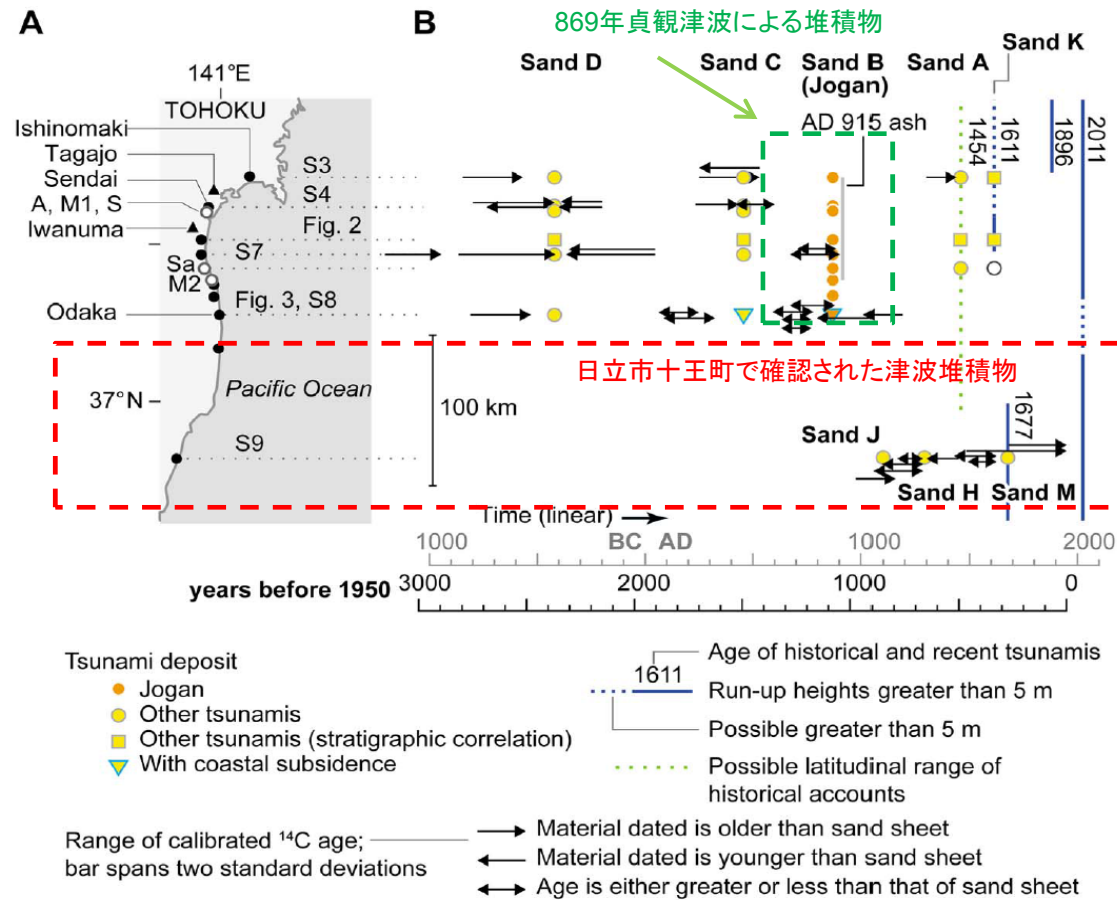 A
B
869年貞観津波による堆積物
Sand K
Sand D
Sand C
Sand B
(Jogan)
Sand A
141°E
TOHOKU
AD 915 ash
1454
1611
1896
2011
Ishinomaki
Tagajo
Sendai
A, M1, S
Iwanuma
Sa
M2
Odaka
S3
S4
Fig. 2
S7
Fig. 3, S8
日立市十王町で確認された津波堆積物
Pacific Ocean
37°N
100 km
1677
S9
Sand J
Sand H
Sand M
Time (linear)
1000
BC
AD
1000
2000
years before 1950
3000
2000
1000
0
Tsunami deposit
Jogan
Other tsunamis
Other tsunamis (stratigraphic correlation)
With coastal subsidence
Age of historical and recent tsunamis
1611
Run-up heights greater than 5 m
Possible greater than 5 m
Possible latitudinal range of
historical accounts
Range of calibrated ¹⁴C age;
bar spans two standard deviations
Material dated is older than sand sheet
Material dated is younger than sand sheet
Age is either greater or less than that of sand sheet